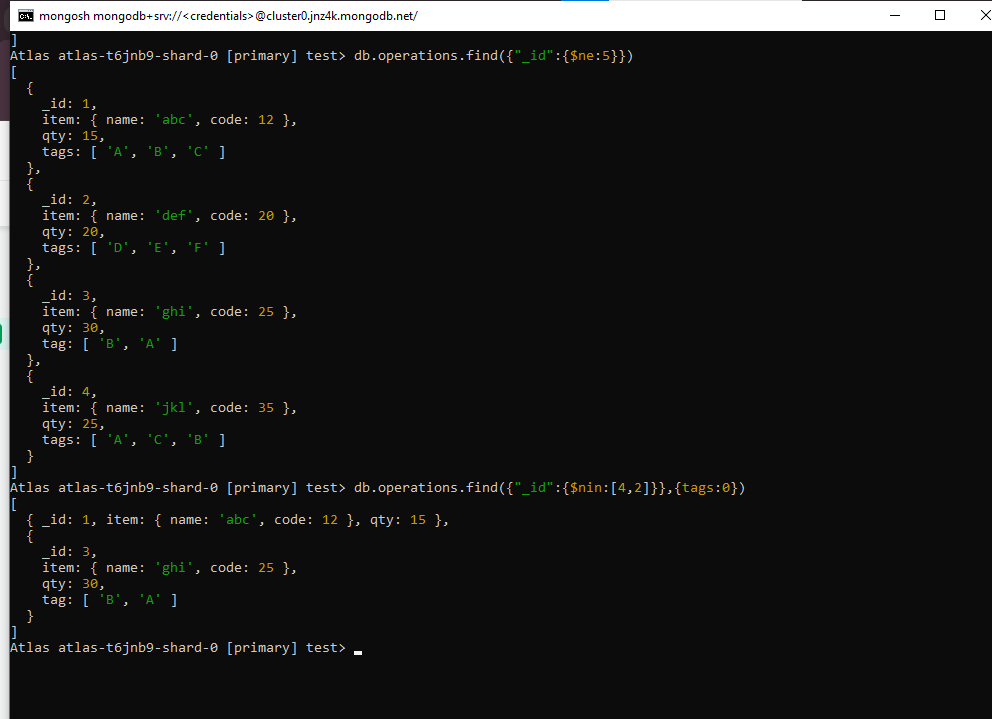 mongosh mongodb+srv://<credentials>@cluster0.jnz4k.mongodb.net/
]
Atlas atlas-t6jnb9-shard-0 [primary] test> db.operations.find({"_id":{$ne:5}})
[
  {
    _id: 1,
    item: { name: 'abc', code: 12 },
    qty: 15,
    tags: [ 'A', 'B', 'C' ]
  },
  {
    _id: 2,
    item: { name: 'def', code: 20 },
    qty: 20,
    tags: [ 'D', 'E', 'F' ]
  },
  {
    _id: 3,
    item: { name: 'ghi', code: 25 },
    qty: 30,
    tag: [ 'B', 'A' ]
  },
  {
    _id: 4,
    item: { name: 'jkl', code: 35 },
    qty: 25,
    tags: [ 'A', 'C', 'B' ]
  }
]
Atlas atlas-t6jnb9-shard-0 [primary] test> db.operations.find({"_id":{$nin:[4,2]}},{tags:0})
[
  { _id: 1, item: { name: 'abc', code: 12 }, qty: 15 },
  {
    _id: 3,
    item: { name: 'ghi', code: 25 },
    qty: 30,
    tag: [ 'B', 'A' ]
  }
]
Atlas atlas-t6jnb9-shard-0 [primary] test>